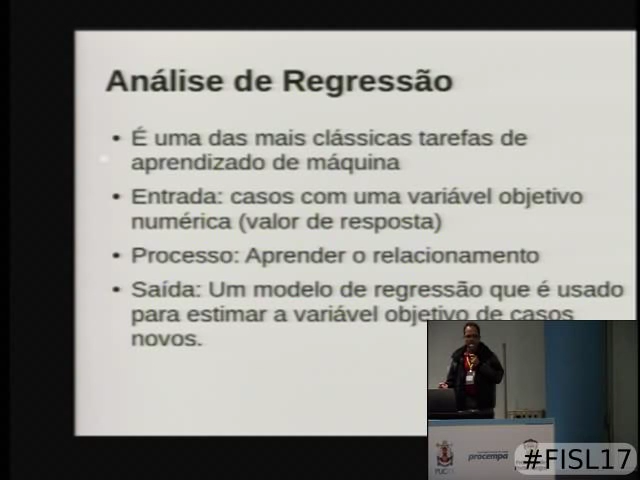 Análise de Regressão
• É uma das mais clássicas tarefas de
aprendizado de máquina
• Entrada: casos com uma variável objetivo
numérica (valor de resposta)
• Processo: Aprender o relacionamento
• Saída: Um modelo de regressão que é usado
para estimar a variável objetivo de casos
novos.
procempa
#FISL17